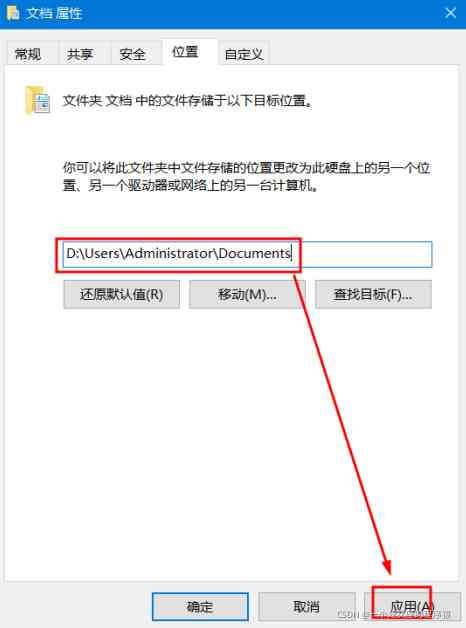 文档 属性
常规 共享 安全 位置 自定义
文件夹 文档 中的文件存储于以下目标位置。
你可以将此文件夹中文件存储的位置更改为此硬盘上的另一个位
置、另一个驱动器或网络上的另一台计算机。
D:\Users\Administrator\Documents
还原默认值(R) 移动(M)... 查找目标(F)...
确定 取消 应用(A)
CSDN